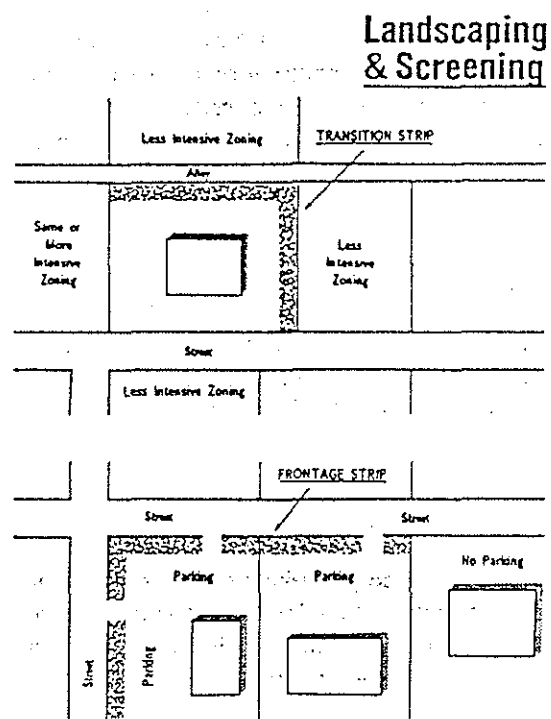 Landscaping
& Screening
Less Intensive Zoning
TRANSITION STRIP
Alley
Same or
More
Intensive
Zoning
Less
Intensive
Zoning
Street
Less Intensive Zoning
FRONTAGE STRIP
Street
Street
Parking
Parking
No Parking
Parking
Street